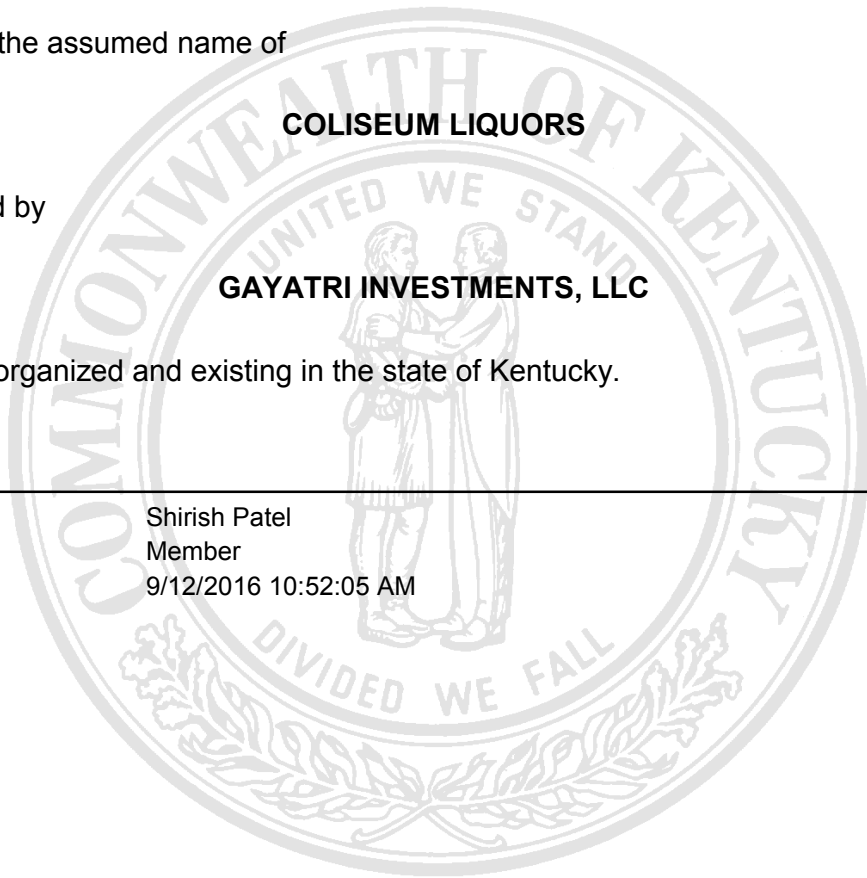 the assumed name of
COLISEUM LIQUORS
d by
GAYATRI INVESTMENTS, LLC
organized and existing in the state of Kentucky.
Shirish Patel
Member
9/12/2016 10:52:05 AM
COMMONWEALTH OF KENTUCKY
UNITED WE STAND
DIVIDED WE FALL